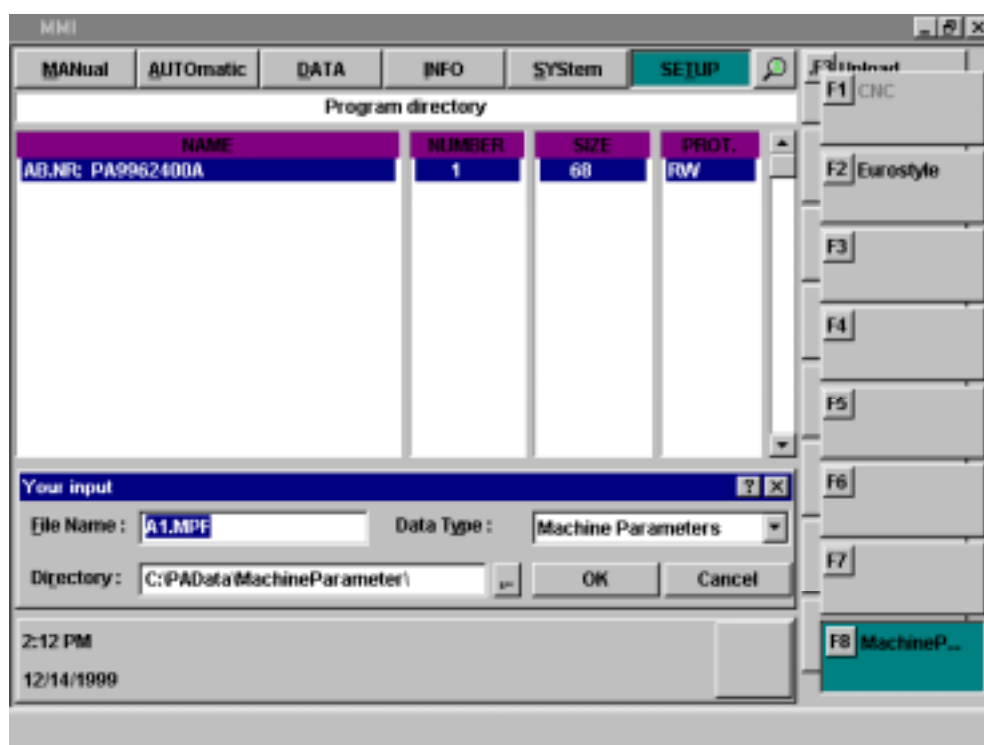 MMI
MANual AUTOmatic DATA INFO SYStem SETUP F3 Upload
Program directory
NAME NUMBER SIZE PROT.
AB.NR: PA9962400A 1 68 RW
Your input
File Name : A1.MPF Data Type : Machine Parameters
Directory : C:\PAData\MachineParameter\ ... OK Cancel
2:12 PM
12/14/1999
F1 CNC
F2 Eurostyle
F3
F4
F5
F6
F7
F8 MachineP...